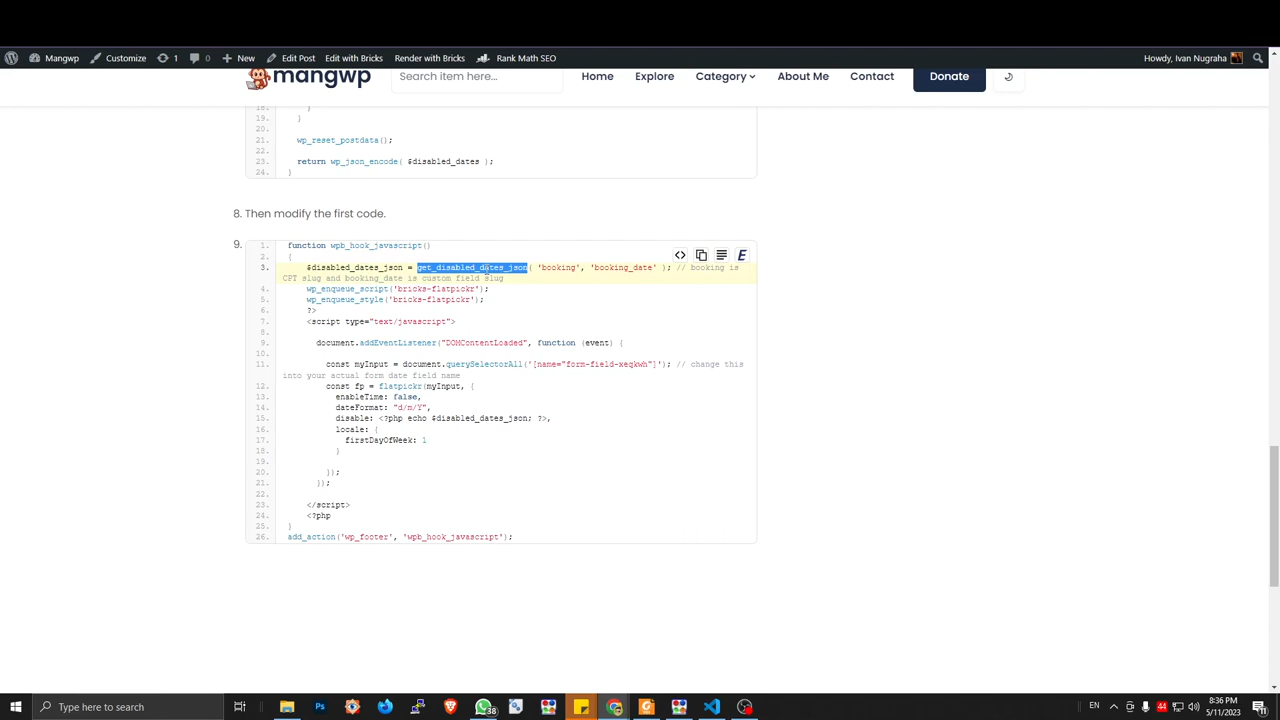 Mangwp Customize 1 0 New Edit Post Edit with Bricks Render with Bricks Rank Math SEO Howdy, Ivan Nugraha
mangwp Search item here... Home Explore Category About Me Contact Donate
18. }
19. }
20.
21. wp_reset_postdata();
22.
23. return wp_json_encode( $disabled_dates );
24. }
8. Then modify the first code.
9.
1. function wpb_hook_javascript()
2. {
3. $disabled_dates_json = get_disabled_dates_json( 'booking', 'booking_date' ); // booking is
CPT slug and booking_date is custom field slug
4. wp_enqueue_script('bricks-flatpickr');
5. wp_enqueue_style('bricks-flatpickr');
6. ?>
7. <script type="text/javascript">
8.
9. document.addEventListener("DOMContentLoaded", function (event) {
10.
11. const myInput = document.querySelectorAll('[name="form-field-xeqkwh"]'); // change this
into your actual form date field name
12. const fp = flatpickr(myInput, {
13. enableTime: false,
14. dateFormat: "d/m/Y",
15. disable: <?php echo $disabled_dates_json; ?>,
16. locale: {
17. firstDayOfWeek: 1
18. }
19.
20. });
21. });
22.
23. </script>
24. <?php
25. }
26. add_action('wp_footer', 'wpb_hook_javascript');
Type here to search 38 EN 44 8:36 PM
5/11/2023